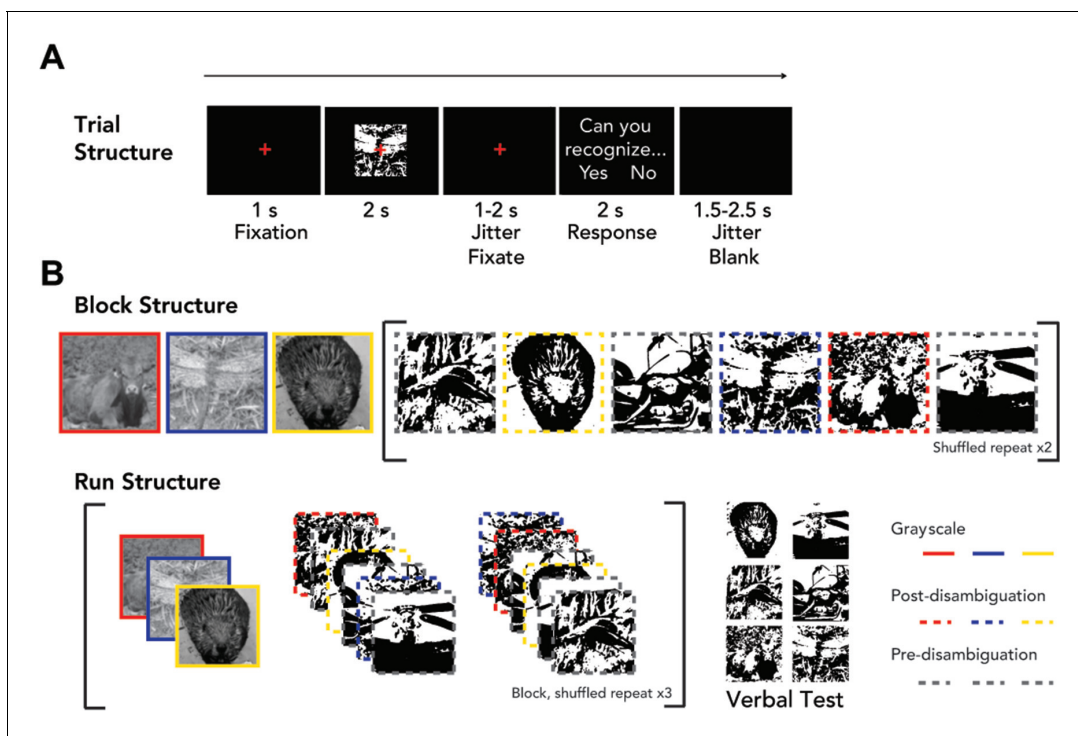 A
Trial
Structure
Can you
recognize...
Yes No
1 s
Fixation
2 s
1-2 s
Jitter
Fixate
2 s
Response
1.5-2.5 s
Jitter
Blank
B
Block Structure
Shuffled repeat x2
Run Structure
Block, shuffled repeat x3
Verbal Test
Grayscale
Post-disambiguation
Pre-disambiguation